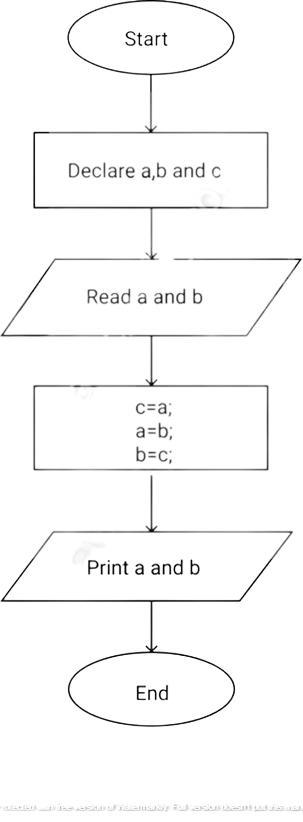 Start
Declare a,b and c
Read a and b
c=a;
a=b;
b=c;
Print a and b
End